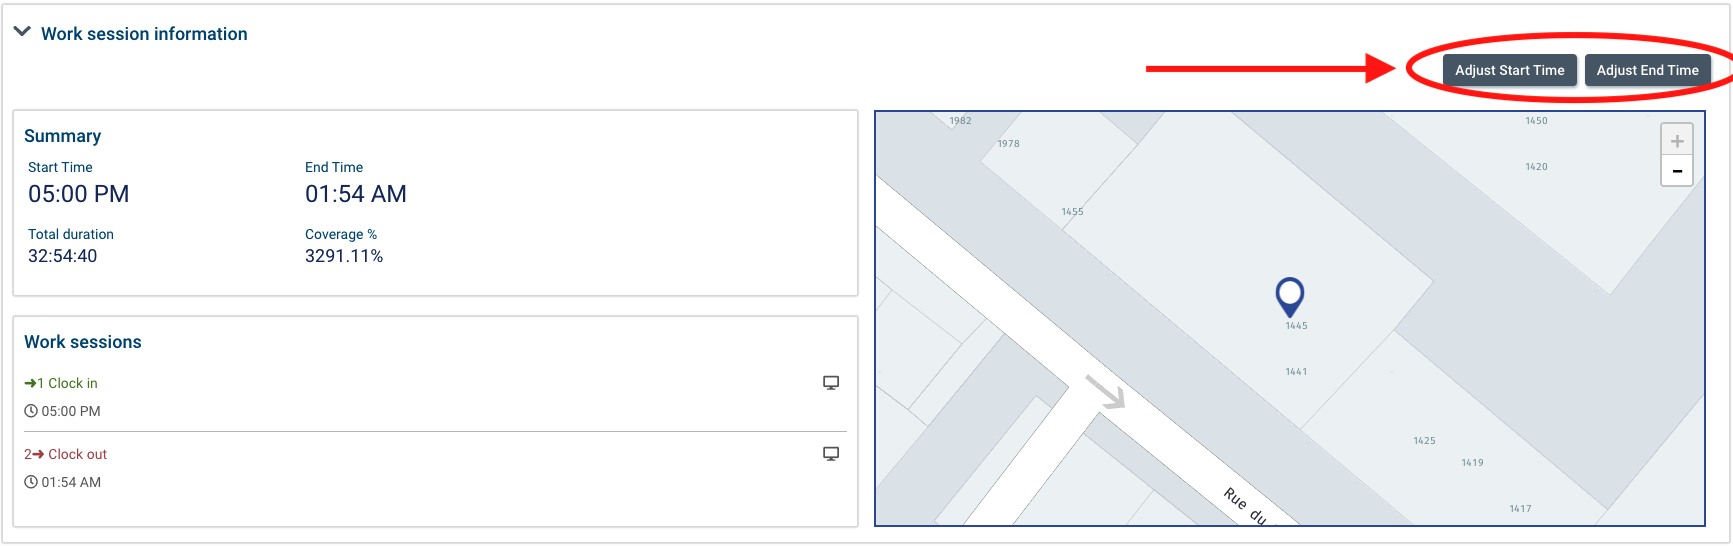 Work session information
Adjust Start Time
Adjust End Time
Summary
Start Time
End Time
05:00 PM
01:54 AM
Total duration
Coverage %
32:54:40
3291.11%
Work sessions
1 Clock in
05:00 PM
2 Clock out
01:54 AM
1982
1978
1450
1420
+
-
1455
1445
1441
1425
1419
1417
Rue du